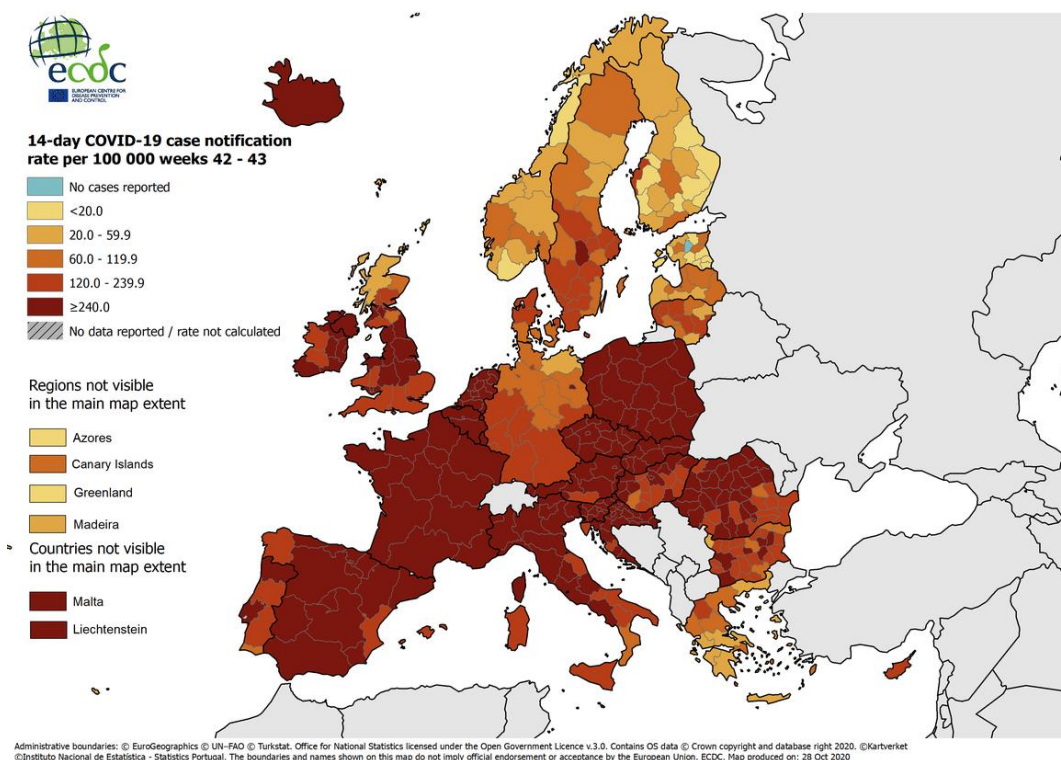 ecdc
EUROPEAN CENTRE FOR
DISEASE PREVENTION
AND CONTROL
14-day COVID-19 case notification
rate per 100 000 weeks 42 - 43
No cases reported
<20.0
20.0 - 59.9
60.0 - 119.9
120.0 - 239.9
≥240.0
No data reported / rate not calculated
Regions not visible
in the main map extent
Azores
Canary Islands
Greenland
Madeira
Countries not visible
in the main map extent
Malta
Liechtenstein
Administrative boundaries: © EuroGeographics © UN–FAO © Turkstat. Office for National Statistics licensed under the Open Government Licence v.3.0. Contains OS data © Crown copyright and database right 2020. ©Kartverket
©Instituto Nacional de Estatística - Statistics Portugal. The boundaries and names shown on this map do not imply official endorsement or acceptance by the European Union. ECDC. Map produced on: 28 Oct 2020